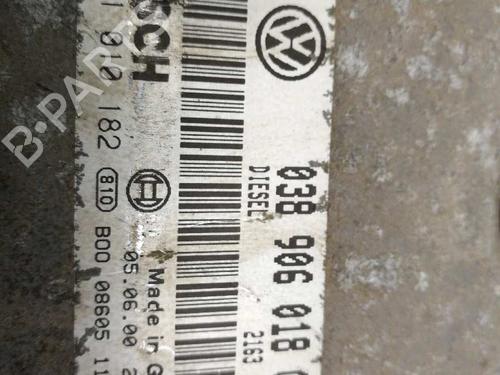 SCH
010 182
810
B00 08605 11
05.06.00 2
Made in G
DIESEL
038 906 018
2163
B-PARTS